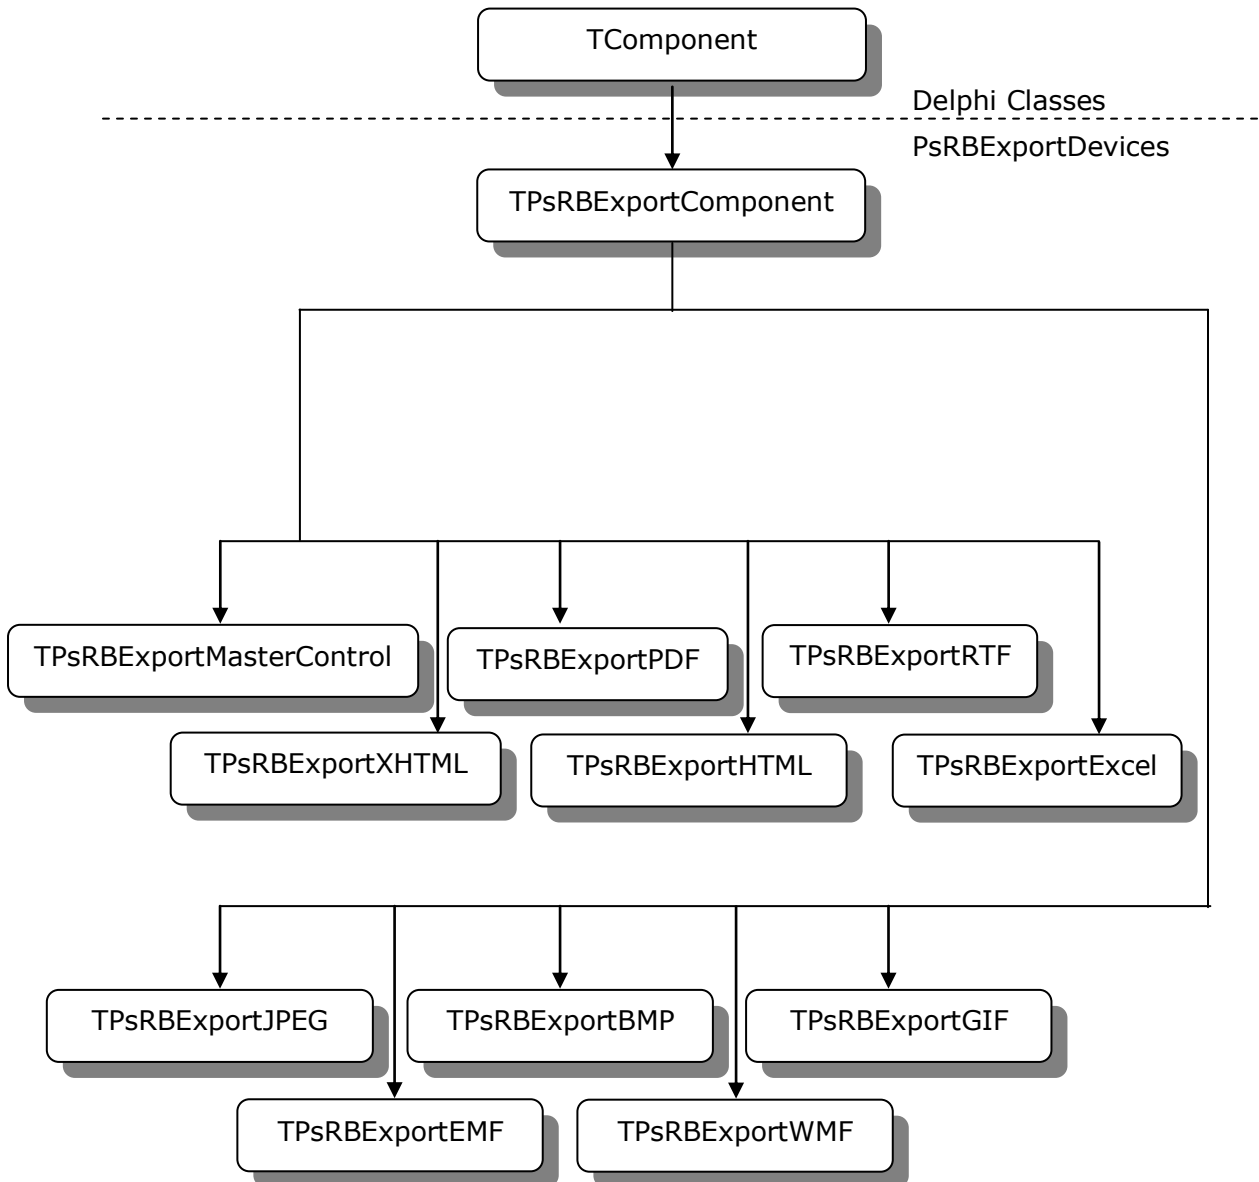 TComponent
Delphi Classes
PsRBExportDevices
TPsRBExportComponent
TPsRBExportMasterControl
TPsRBExportPDF
TPsRBExportRTF
TPsRBExportXHTML
TPsRBExportHTML
TPsRBExportExcel
TPsRBExportJPEG
TPsRBExportBMP
TPsRBExportGIF
TPsRBExportEMF
TPsRBExportWMF